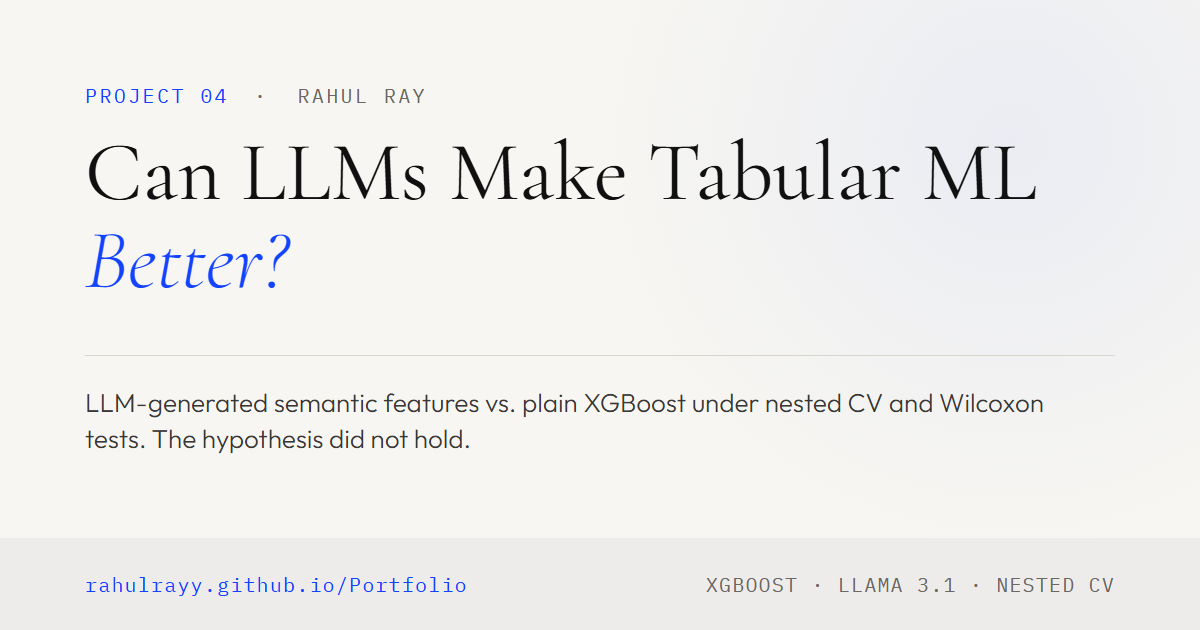 PROJECT 04 · RAHUL RAY
Can LLMs Make Tabular ML
Better?
LLM-generated semantic features vs. plain XGBoost under nested CV and Wilcoxon
tests. The hypothesis did not hold.
rahulrayy.github.io/Portfolio
XGBOOST · LLAMA 3.1 · NESTED CV